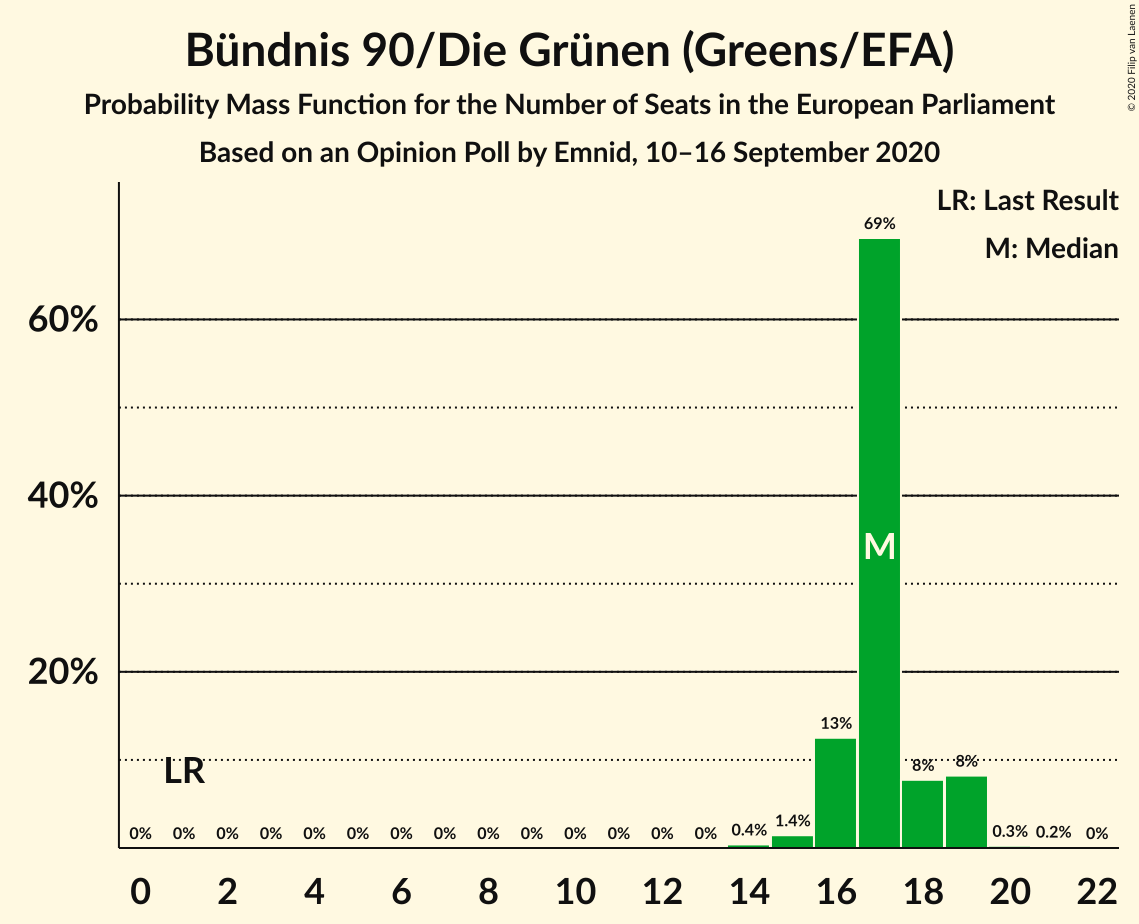 Bündnis 90/Die Grünen (Greens/EFA)
Probability Mass Function for the Number of Seats in the European Parliament
Based on an Opinion Poll by Emnid, 10–16 September 2020
© 2020 Filip van Laenen
LR: Last Result
M: Median
60%
40%
20%
LR
M
0% 0% 0% 0% 0% 0% 0% 0% 0% 0% 0% 0% 0% 0% 0.4% 1.4% 13% 69% 8% 8% 0.3% 0.2% 0%
0 2 4 6 8 10 12 14 16 18 20 22